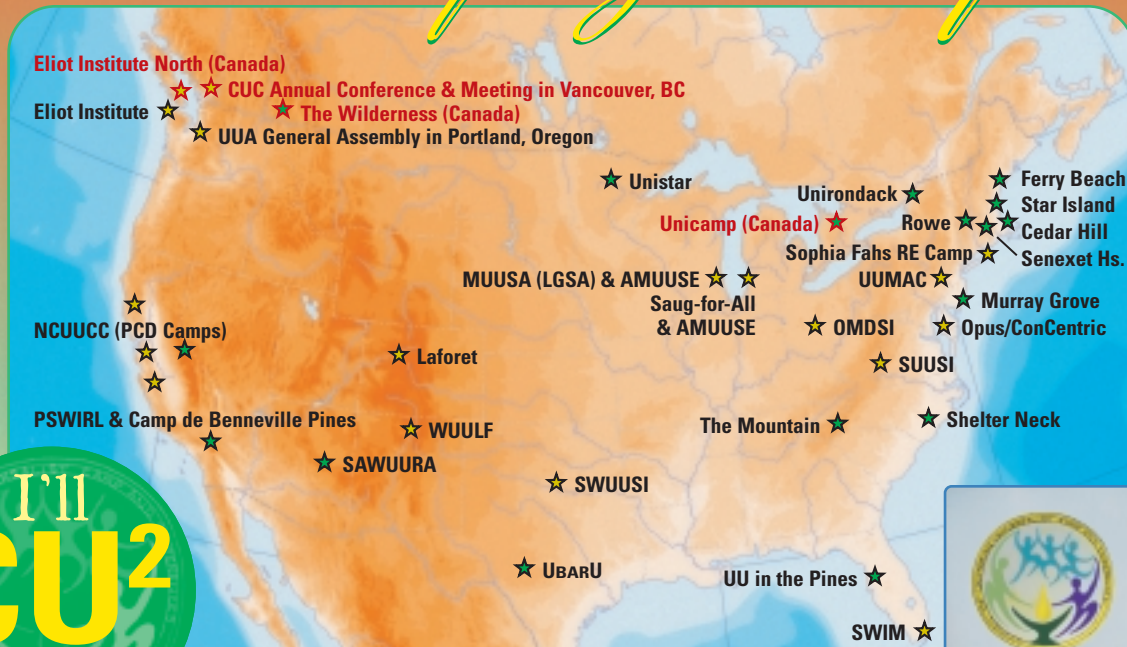 Eliot Institute North (Canada)
CUC Annual Conference & Meeting in Vancouver, BC
Eliot Institute
The Wilderness (Canada)
UUA General Assembly in Portland, Oregon
Unistar
Unirondack
Ferry Beach
Star Island
Unicamp (Canada)
Rowe
Cedar Hill
Sophia Fahs RE Camp
Senexet Hs.
MUUSA (LGSA) & AMUUSE
UUMAC
Saug-for-All
& AMUUSE
Murray Grove
OMDSI
Opus/ConCentric
NCUUCC (PCD Camps)
Laforet
SUUSI
PSWIRL & Camp de Benneville Pines
WUULF
The Mountain
Shelter Neck
SAWUURA
SWUUSI
I'll
CU²
UBARU
UU in the Pines
SWIM